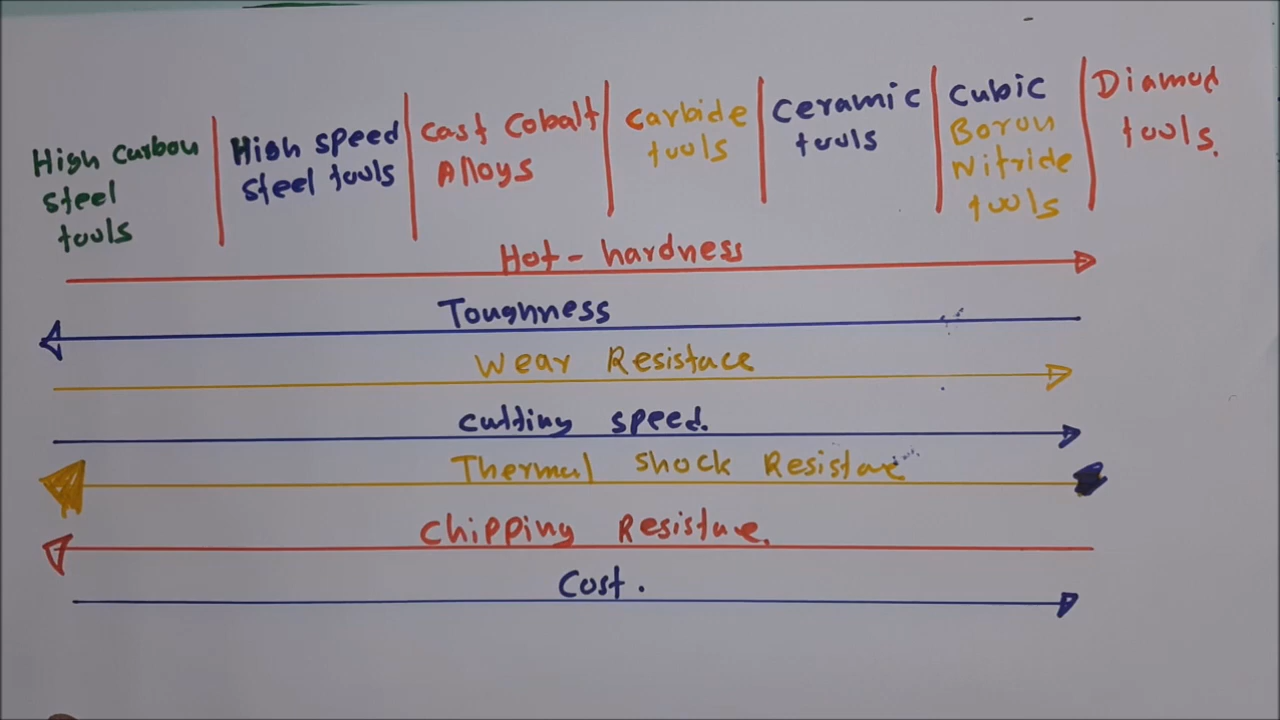 High carbon
steel
tools
High speed
steel tools
Cast Cobalt
Alloys
Carbide
tools
Ceramic
tools
Cubic
Boron
Nitride
tools
Diamod
tools.
Hot - hardness
Toughness
Wear Resistace
Cutting speed.
Thermal Shock Resistace
Chipping Resistace.
Cost.